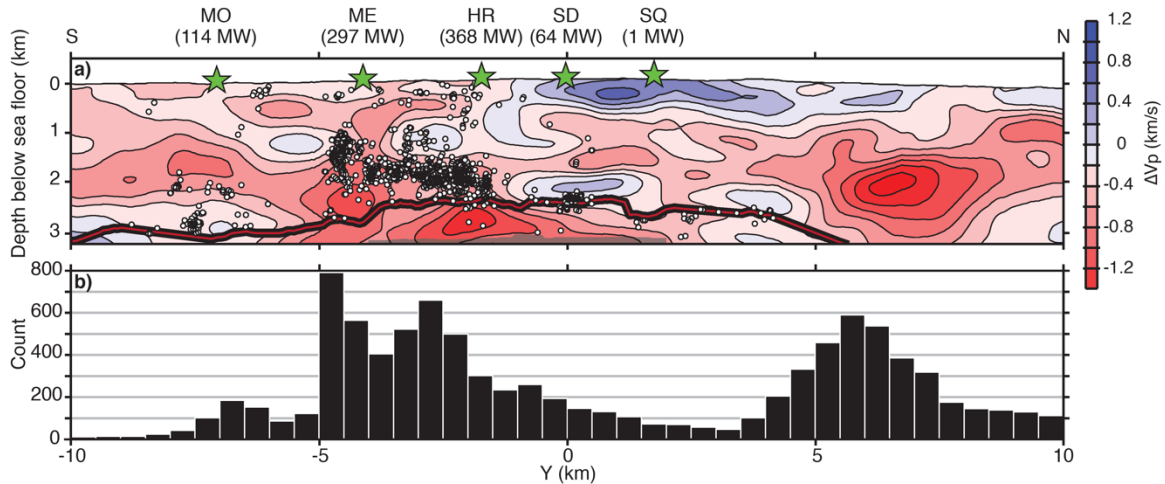 S
MO
(114 MW)
ME
(297 MW)
HR
(368 MW)
SD
(64 MW)
SQ
(1 MW)
N
a)
Depth below sea floor (km)
0
1
2
3
1.2
0.8
0.4
0
-0.4
-0.8
-1.2
ΔVp (km/s)
b)
Count
800
600
400
200
0
-10
-5
0
5
10
Y (km)